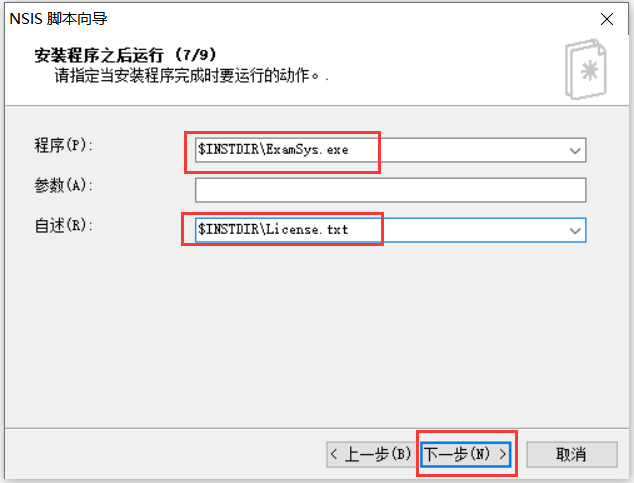 NSIS 脚本向导
安装程序之后运行 (7/9)
请指定当安装程序完成时要运行的动作。.
程序(P):
$INSTDIR\ExamSys.exe
参数(A):
自述(R):
$INSTDIR\License.txt
< 上一步(B) 下一步(N) > 取消